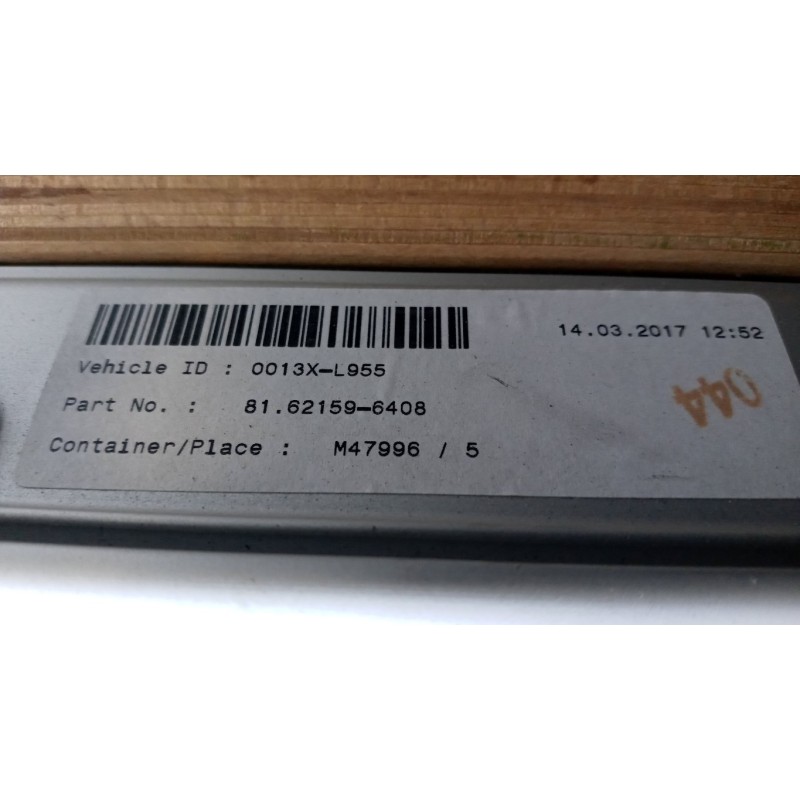 14.03.2017 12:52
Vehicle ID : 0013X-L955
Part No. : 81.62159-6408
Container/Place : M47996 / 5
044